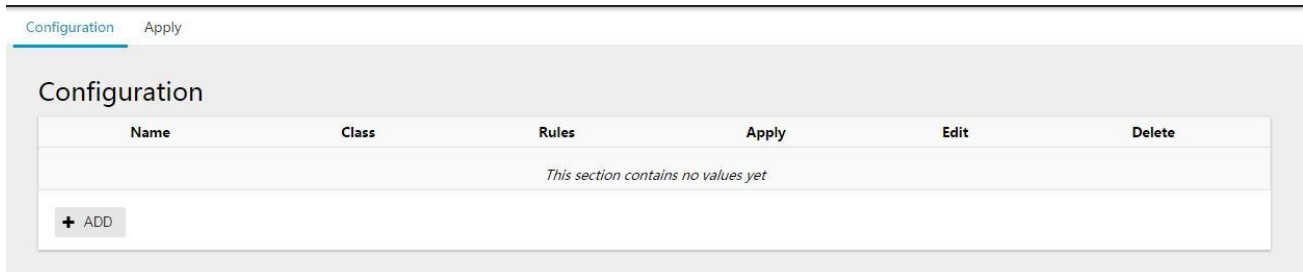 Configuration Apply
Configuration
Name Class Rules Apply Edit Delete
This section contains no values yet
+ ADD